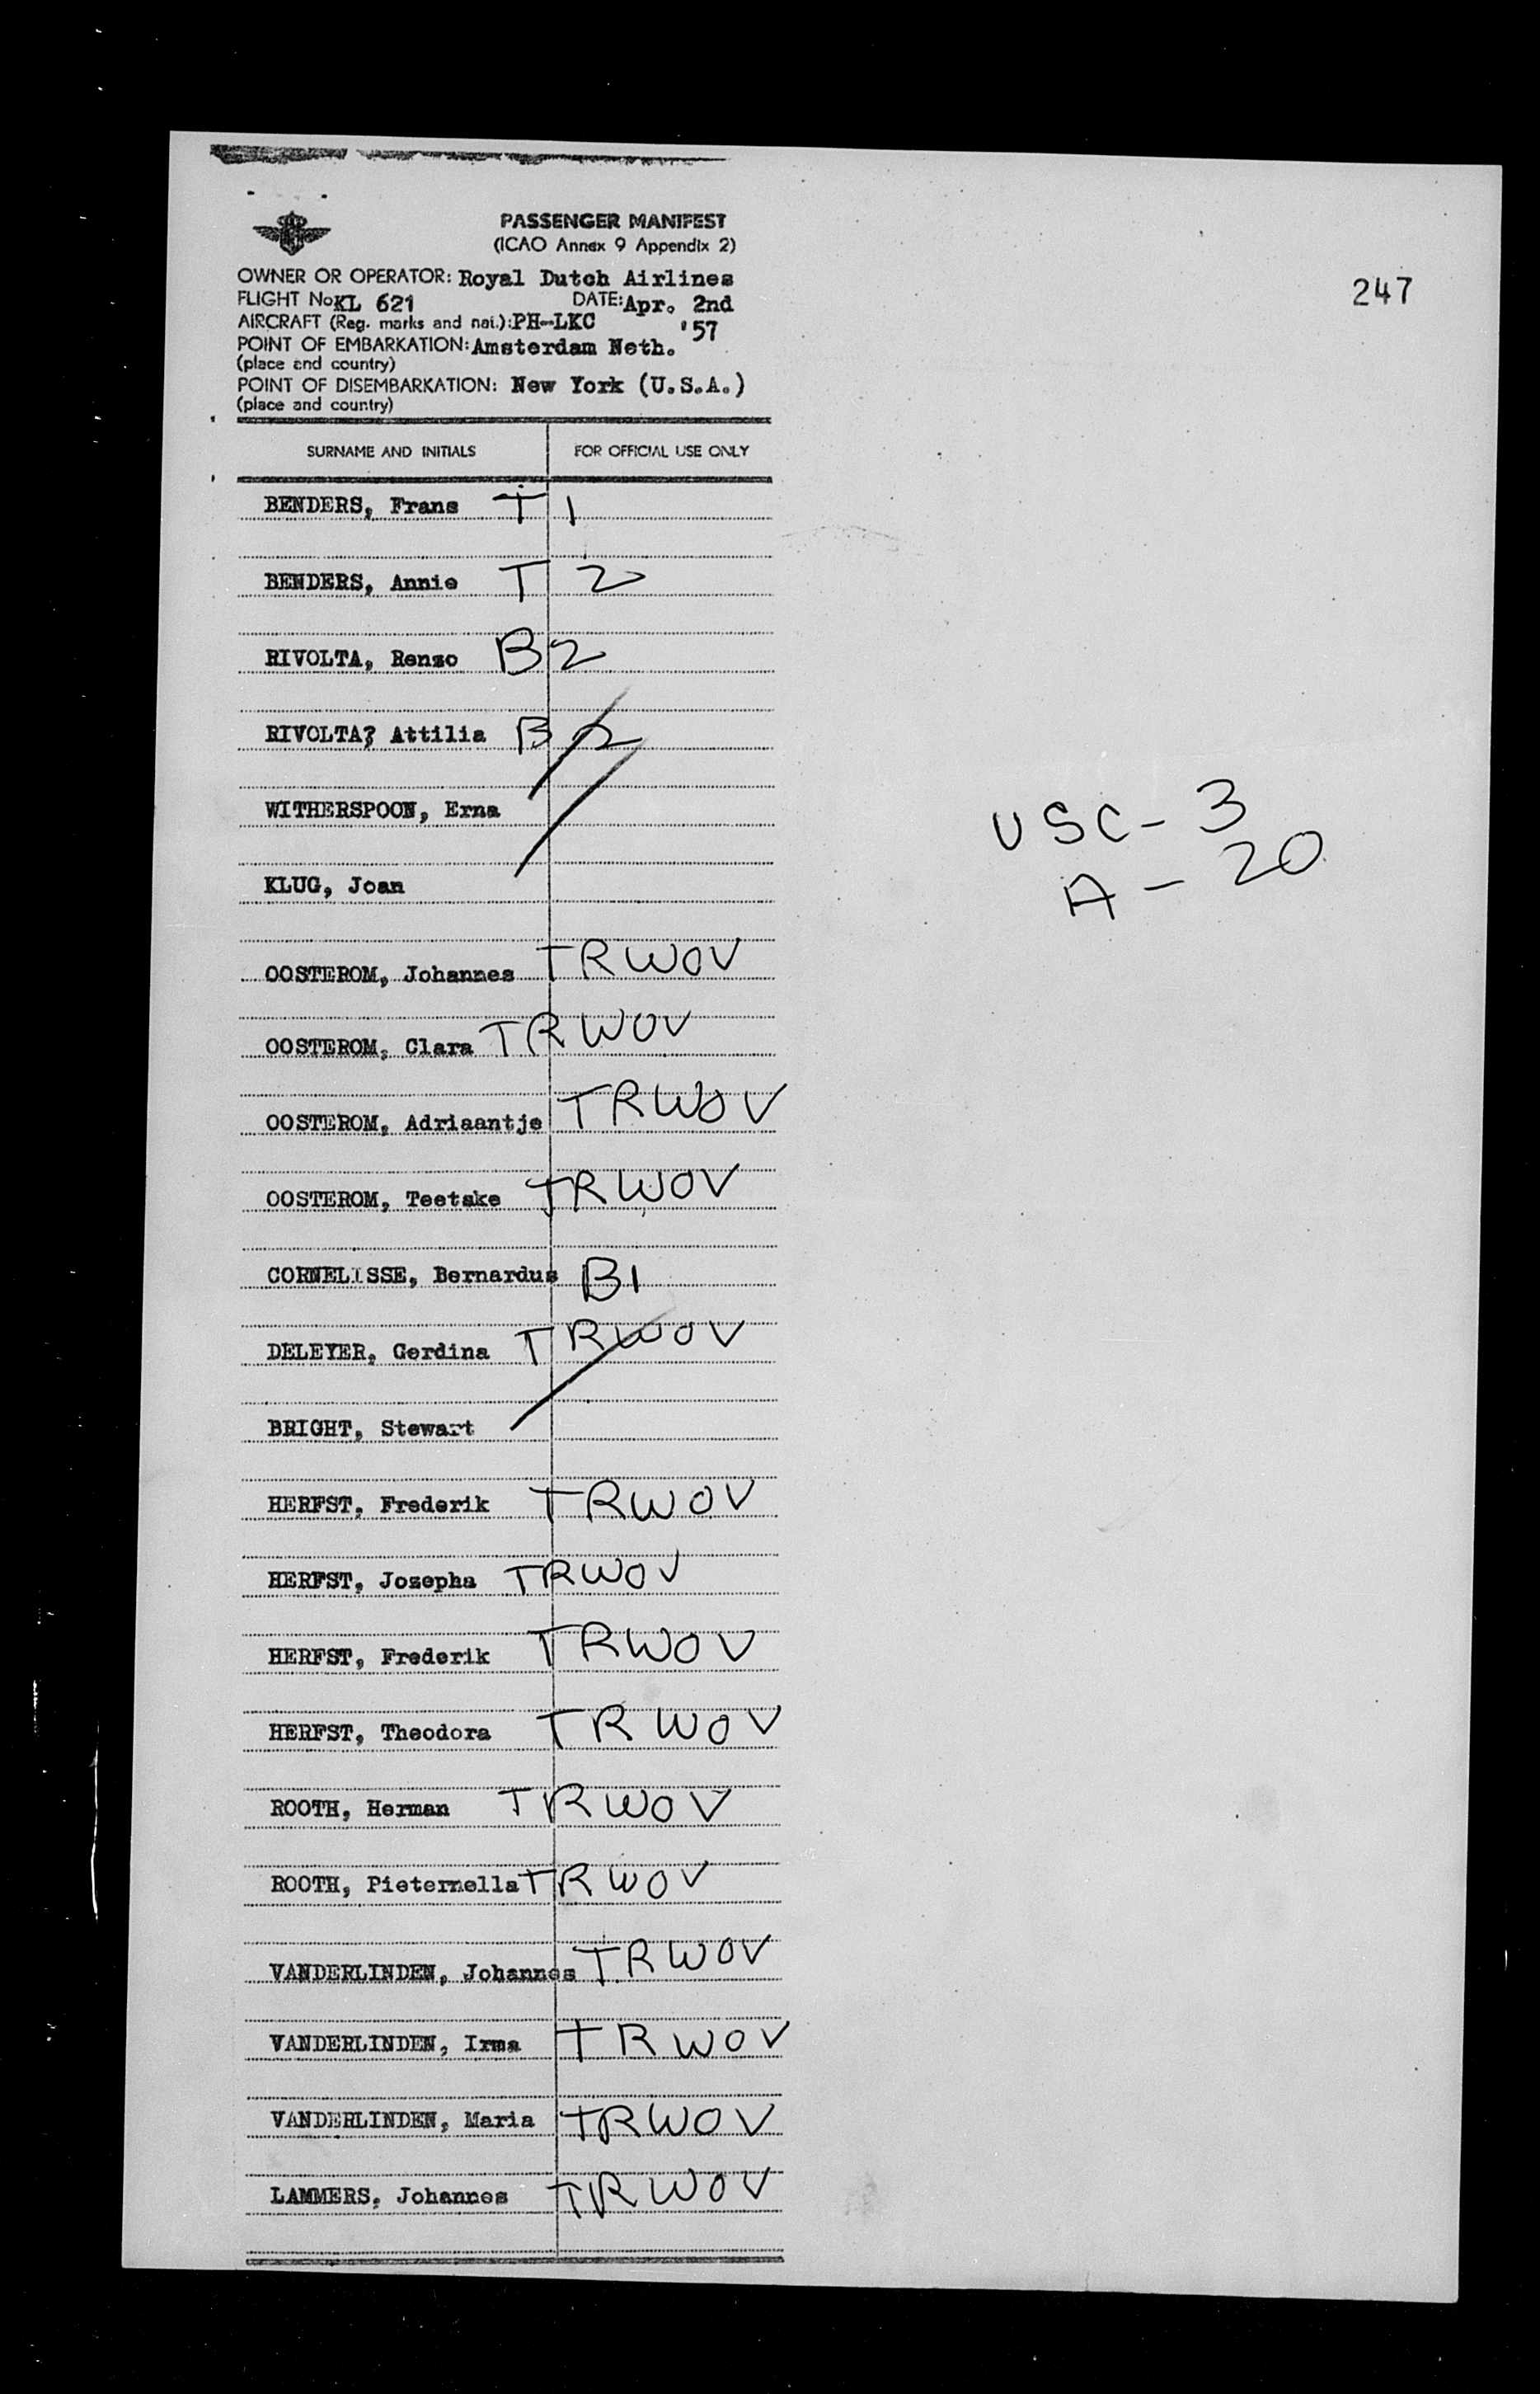 PASSENGER MANIFEST
(ICAO Annex 9 Appendix 2)
OWNER OR OPERATOR: Royal Dutch Airlines
FLIGHT No KL 621 DATE: Apr. 2nd
AIRCRAFT (Reg. marks and nat.): PH-LKC '57
POINT OF EMBARKATION: Amsterdam Neth.
(place and country)
POINT OF DISEMBARKATION: New York (U.S.A.)
(place and country)
247
SURNAME AND INITIALS FOR OFFICIAL USE ONLY
BENDERS, Frans T 1
BENDERS, Annie T 2
RIVOLTA, Renzo B2
RIVOLTA? Attilia B 2
WITHERSPOON, Erna
KLUG, Joan
USC - 3
A - 20
OOSTEROM, Johannes TRWOV
OOSTEROM, Clara TRWOV
OOSTEROM, Adriaantje TRWOV
OOSTEROM, Teetske TRWOV
CORNELISSE, Bernardus B1
DELEYER, Gerdina TRWOV
BRIGHT, Stewart
HERFST, Frederik TRWOV
HERFST, Josepha TRWOV
HERFST, Frederik TRWOV
HERFST, Theodora TRWOV
ROOTH, Herman TRWOV
ROOTH, Pieternella TRWOV
VANDERLINDEN, Johannes TRWOV
VANDERLINDEN, Irma TRWOV
VANDERLINDEN, Maria TRWOV
LAMMERS, Johannes TRWOV